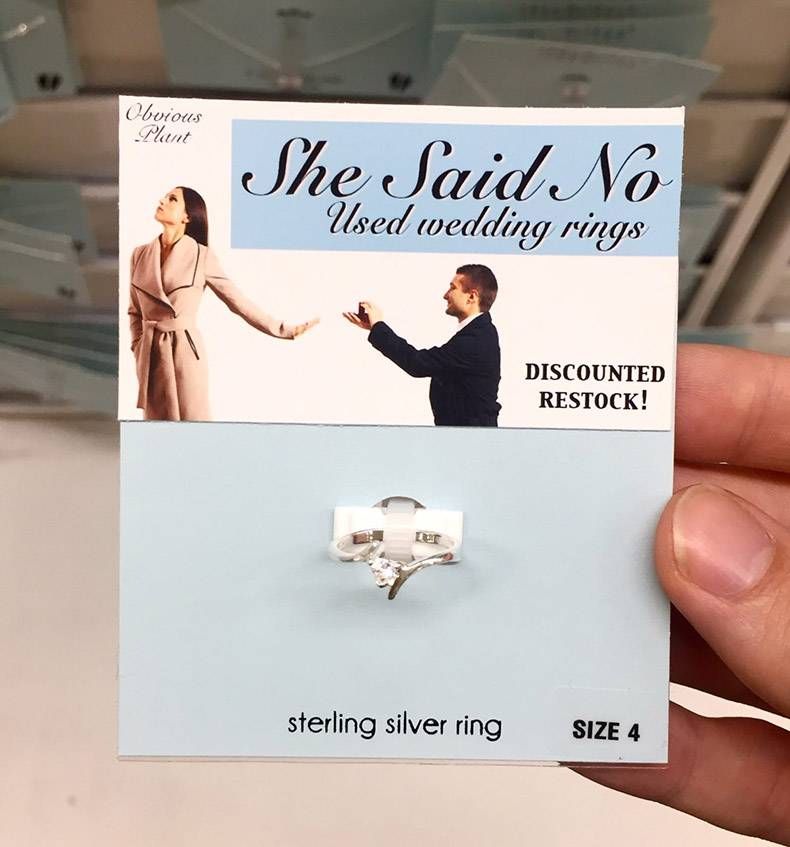 Obvious
Plant
She Said No
Used wedding rings
DISCOUNTED
RESTOCK!
sterling silver ring
SIZE 4